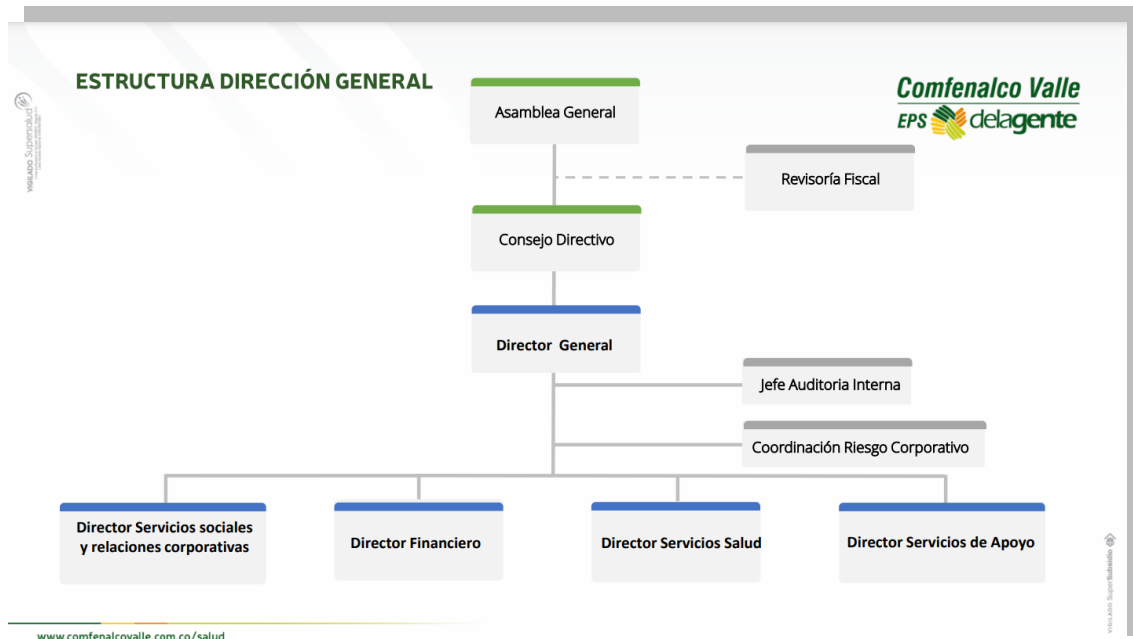 ESTRUCTURA DIRECCIÓN GENERAL
Comfenalco Valle
EPS delagente
VIGILADO Supersalud
Asamblea General
Revisoría Fiscal
Consejo Directivo
Director General
Jefe Auditoria Interna
Coordinación Riesgo Corporativo
Director Servicios sociales
y relaciones corporativas
Director Financiero
Director Servicios Salud
Director Servicios de Apoyo
VIGILADO SuperSubsidio
www.comfenalcovalle.com.co/salud